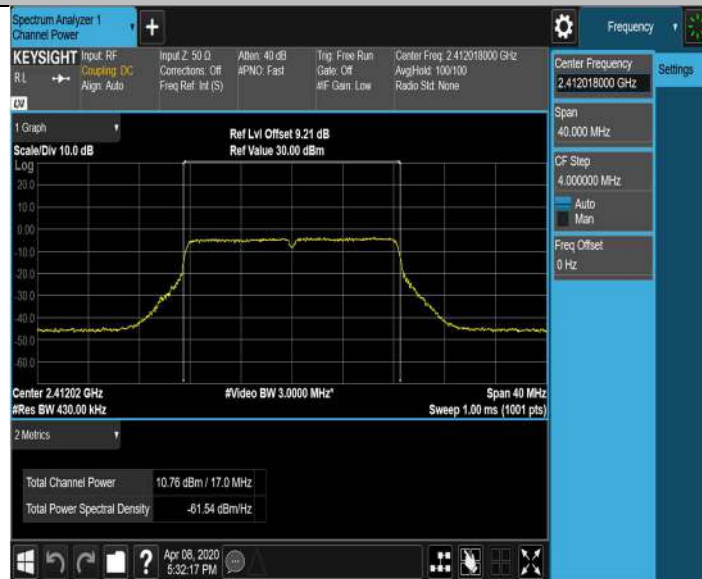 Spectrum Analyzer 1
Channel Power
Frequency
KEYSIGHT
Input: RF
Coupling: DC
Align: Auto
Input Z: 50 Ω
Corrections: Off
Freq Ref: Int (S)
Atten: 40 dB
#PNO: Fast
Trig: Free Run
Gate: Off
#IF Gain: Low
Center Freq: 2.412018000 GHz
Avg|Hold: 100/100
Radio Std: None
Center Frequency
2.412018000 GHz
Settings
Span
40.000 MHz
CF Step
4.000000 MHz
Auto
Man
Freq Offset
0 Hz
1 Graph
Scale/Div 10.0 dB
Ref Lvl Offset 9.21 dB
Ref Value 30.00 dBm
Log
20.0
10.0
0.00
-10.0
-20.0
-30.0
-40.0
-50.0
-60.0
Center 2.41202 GHz
#Video BW 3.0000 MHz*
Span 40 MHz
#Res BW 430.00 kHz
Sweep 1.00 ms (1001 pts)
2 Metrics
Total Channel Power
10.76 dBm / 17.0 MHz
Total Power Spectral Density
-61.54 dBm/Hz
?
Apr 08, 2020
5:32:17 PM